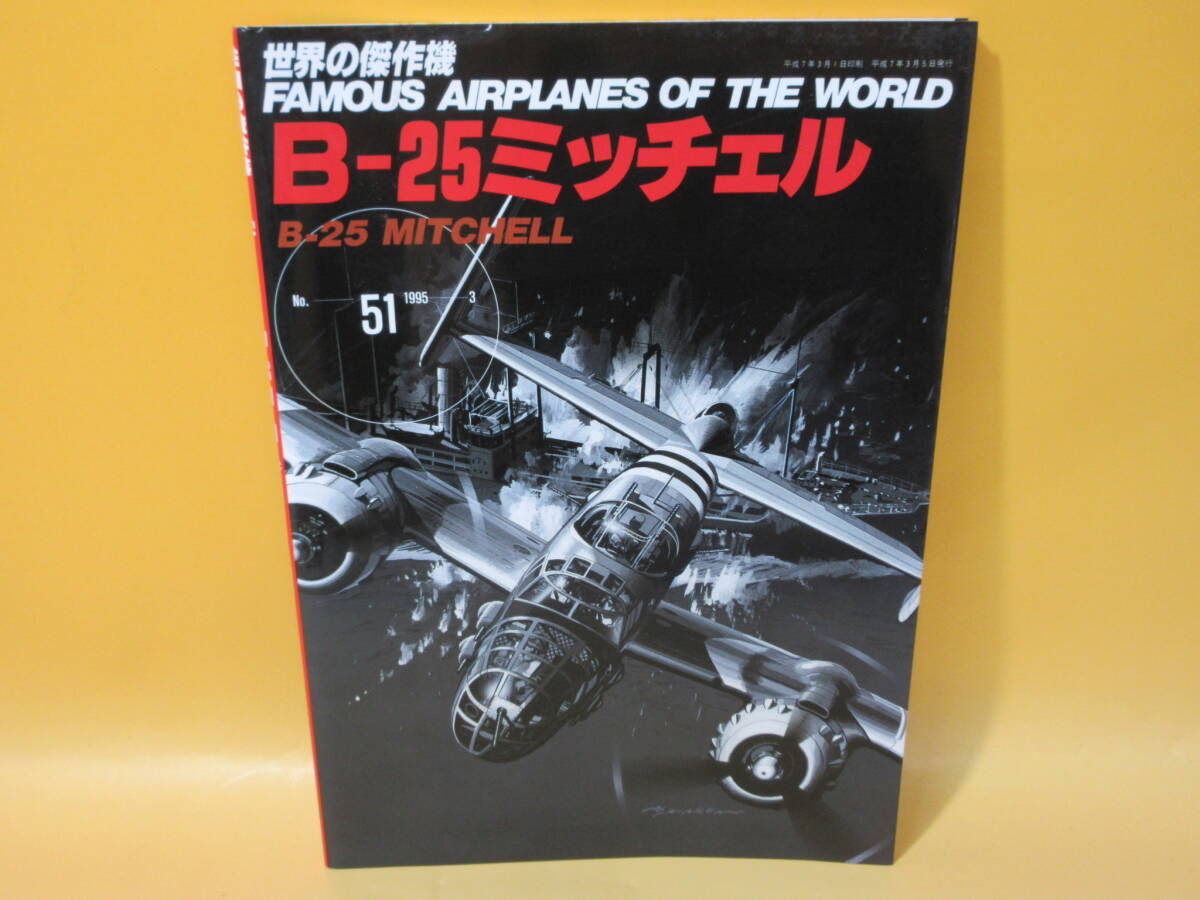 世界の傑作機
平成7年3月1日印刷 平成7年3月5日発行
FAMOUS AIRPLANES OF THE WORLD
B-25ミッチェル
B-25 MITCHELL
No. 51 1995 3